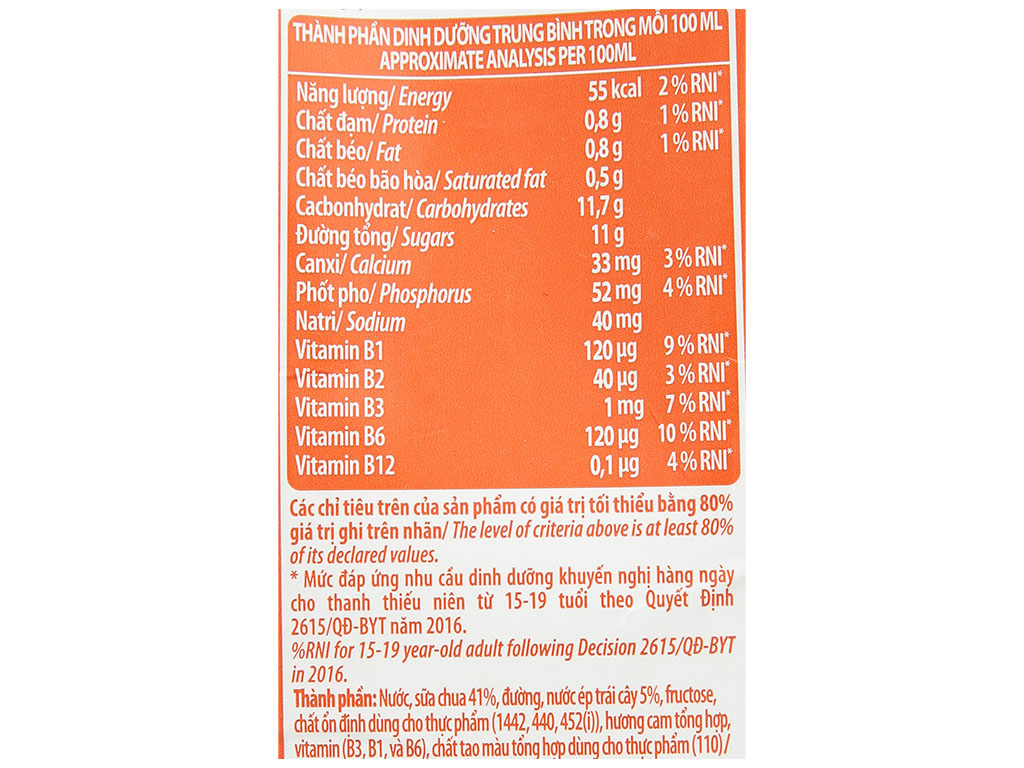 THÀNH PHẦN DINH DƯỠNG TRUNG BÌNH TRONG MỖI 100 ML
APPROXIMATE ANALYSIS PER 100ML
Năng lượng/ Energy 55 kcal 2 % RNI*
Chất đạm/ Protein 0,8 g 1 % RNI*
Chất béo/ Fat 0,8 g 1 % RNI*
Chất béo bão hòa/ Saturated fat 0,5 g
Cacbonhydrat/ Carbohydrates 11,7 g
Đường tổng/ Sugars 11 g
Canxi/ Calcium 33 mg 3 % RNI*
Phốt pho/ Phosphorus 52 mg 4 % RNI*
Natri/ Sodium 40 mg
Vitamin B1 120 µg 9 % RNI*
Vitamin B2 40 µg 3 % RNI*
Vitamin B3 1 mg 7 % RNI*
Vitamin B6 120 µg 10 % RNI*
Vitamin B12 0,1 µg 4 % RNI*
Các chỉ tiêu trên của sản phẩm có giá trị tối thiểu bằng 80%
giá trị ghi trên nhãn/ The level of criteria above is at least 80%
of its declared values.
* Mức đáp ứng nhu cầu dinh dưỡng khuyến nghị hàng ngày
cho thanh thiếu niên từ 15-19 tuổi theo Quyết Định
2615/QĐ-BYT năm 2016.
%RNI for 15-19 year-old adult following Decision 2615/QĐ-BYT
in 2016.
Thành phần: Nước, sữa chua 41%, đường, nước ép trái cây 5%, fructose,
chất ổn định dùng cho thực phẩm (1442, 440, 452(i)), hương cam tổng hợp,
vitamin (B3, B1, và B6), chất tạo màu tổng hợp dùng cho thực phẩm (110)/